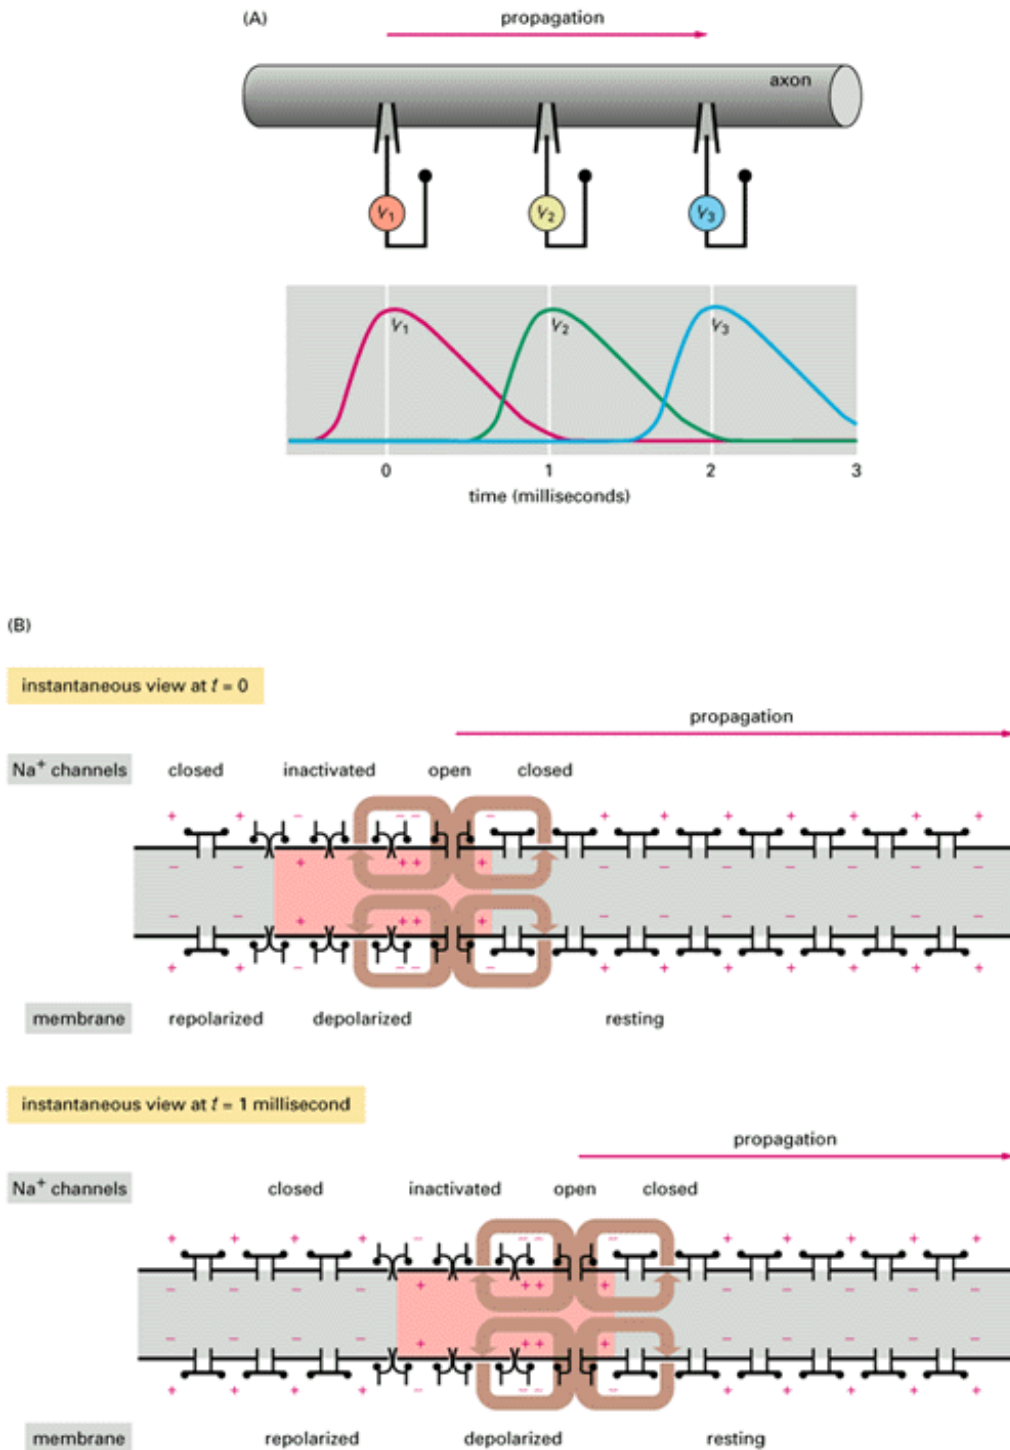 (A)
propagation
axon
V1 V2 V3
V1 V2 V3
0 1 2 3
time (milliseconds)
(B)
instantaneous view at t = 0
propagation
Na+ channels closed inactivated open closed
+ + − − − − + + + + + + +
− − + + + + − − − − − − −
− − + + + + − − − − − − −
+ + − − − − + + + + + + +
membrane repolarized depolarized resting
instantaneous view at t = 1 millisecond
propagation
Na+ channels closed inactivated open closed
+ + + + − − − − + + + + +
− − − − + + + + − − − − −
− − − − + + + + − − − − −
+ + + + − − − − + + + + +
membrane repolarized depolarized resting